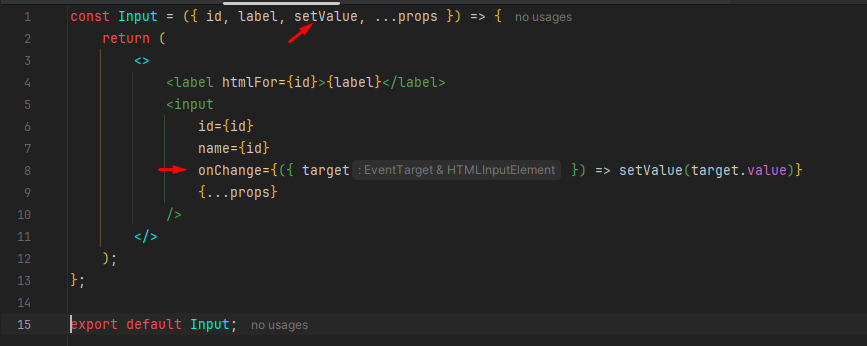 1 const Input = ({ id, label, setValue, ...props }) => { no usages
2 return (
3 <>
4 <label htmlFor={id}>{label}</label>
5 <input
6 id={id}
7 name={id}
8 onChange={({ target : EventTarget & HTMLInputElement }) => setValue(target.value)}
9 {...props}
10 />
11 </>
12 );
13 };
14
15 export default Input; no usages